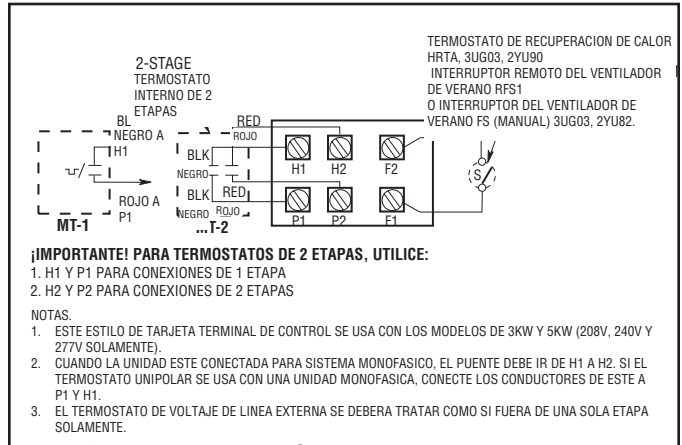 TERMOSTATO DE RECUPERACION DE CALOR
HRTA, 3UG03, 2YU90
INTERRUPTOR REMOTO DEL VENTILADOR
DE VERANO RFS1
O INTERRUPTOR DEL VENTILADOR DE
VERANO FS (MANUAL) 3UG03, 2YU82.
2-STAGE
TERMOSTATO
INTERNO DE 2
ETAPAS
BL
NEGRO A
H1
ROJO A
P1
MT-1
RED
ROJO
BLK
NEGRO
BLK
RED
NEGRO
ROJO
...T-2
H1
H2
F2
P1
P2
F1
S
¡IMPORTANTE! PARA TERMOSTATOS DE 2 ETAPAS, UTILICE:
1. H1 Y P1 PARA CONEXIONES DE 1 ETAPA
2. H2 Y P2 PARA CONEXIONES DE 2 ETAPAS
NOTAS.
1. ESTE ESTILO DE TARJETA TERMINAL DE CONTROL SE USA CON LOS MODELOS DE 3KW Y 5KW (208V, 240V Y
277V SOLAMENTE).
2. CUANDO LA UNIDAD ESTE CONECTADA PARA SISTEMA MONOFASICO, EL PUENTE DEBE IR DE H1 A H2. SI EL
TERMOSTATO UNIPOLAR SE USA CON UNA UNIDAD MONOFASICA, CONECTE LOS CONDUCTORES DE ESTE A
P1 Y H1.
3. EL TERMOSTATO DE VOLTAJE DE LINEA EXTERNA SE DEBERA TRATAR COMO SI FUERA DE UNA SOLA ETAPA
SOLAMENTE.